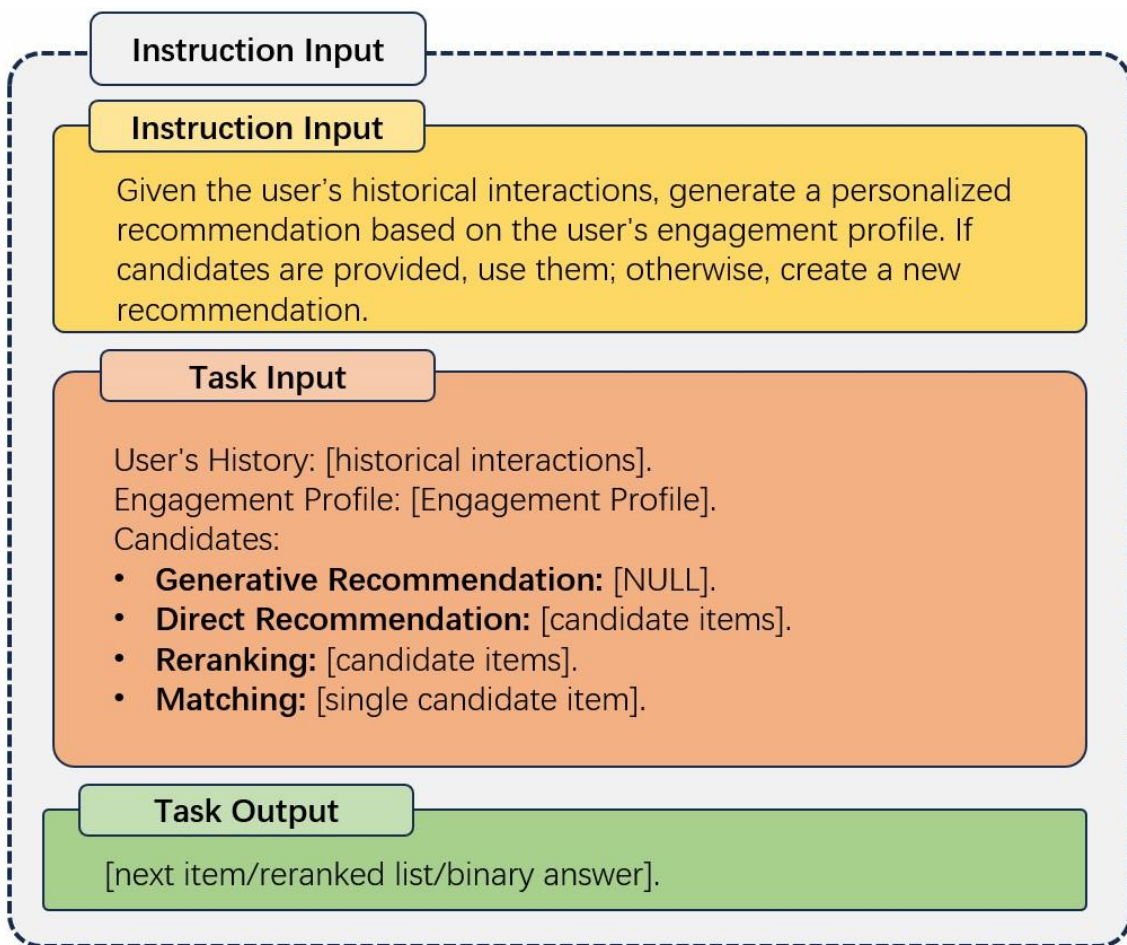 Instruction Input
Instruction Input
Given the user’s historical interactions, generate a personalized
recommendation based on the user's engagement profile. If
candidates are provided, use them; otherwise, create a new
recommendation.
Task Input
User's History: [historical interactions].
Engagement Profile: [Engagement Profile].
Candidates:
• Generative Recommendation: [NULL].
• Direct Recommendation: [candidate items].
• Reranking: [candidate items].
• Matching: [single candidate item].
Task Output
[next item/reranked list/binary answer].